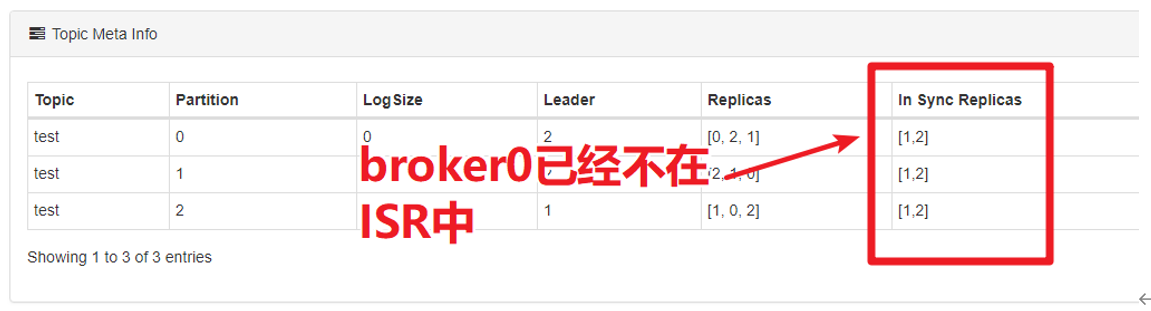 Topic Meta Info
Topic Partition LogSize Leader Replicas In Sync Replicas
test 0 0 2 [0, 2, 1] [1,2]
test 1 [2, 1, 0] [1,2]
test 2 1 [1, 0, 2] [1,2]
broker0已经不在
ISR中
Showing 1 to 3 of 3 entries